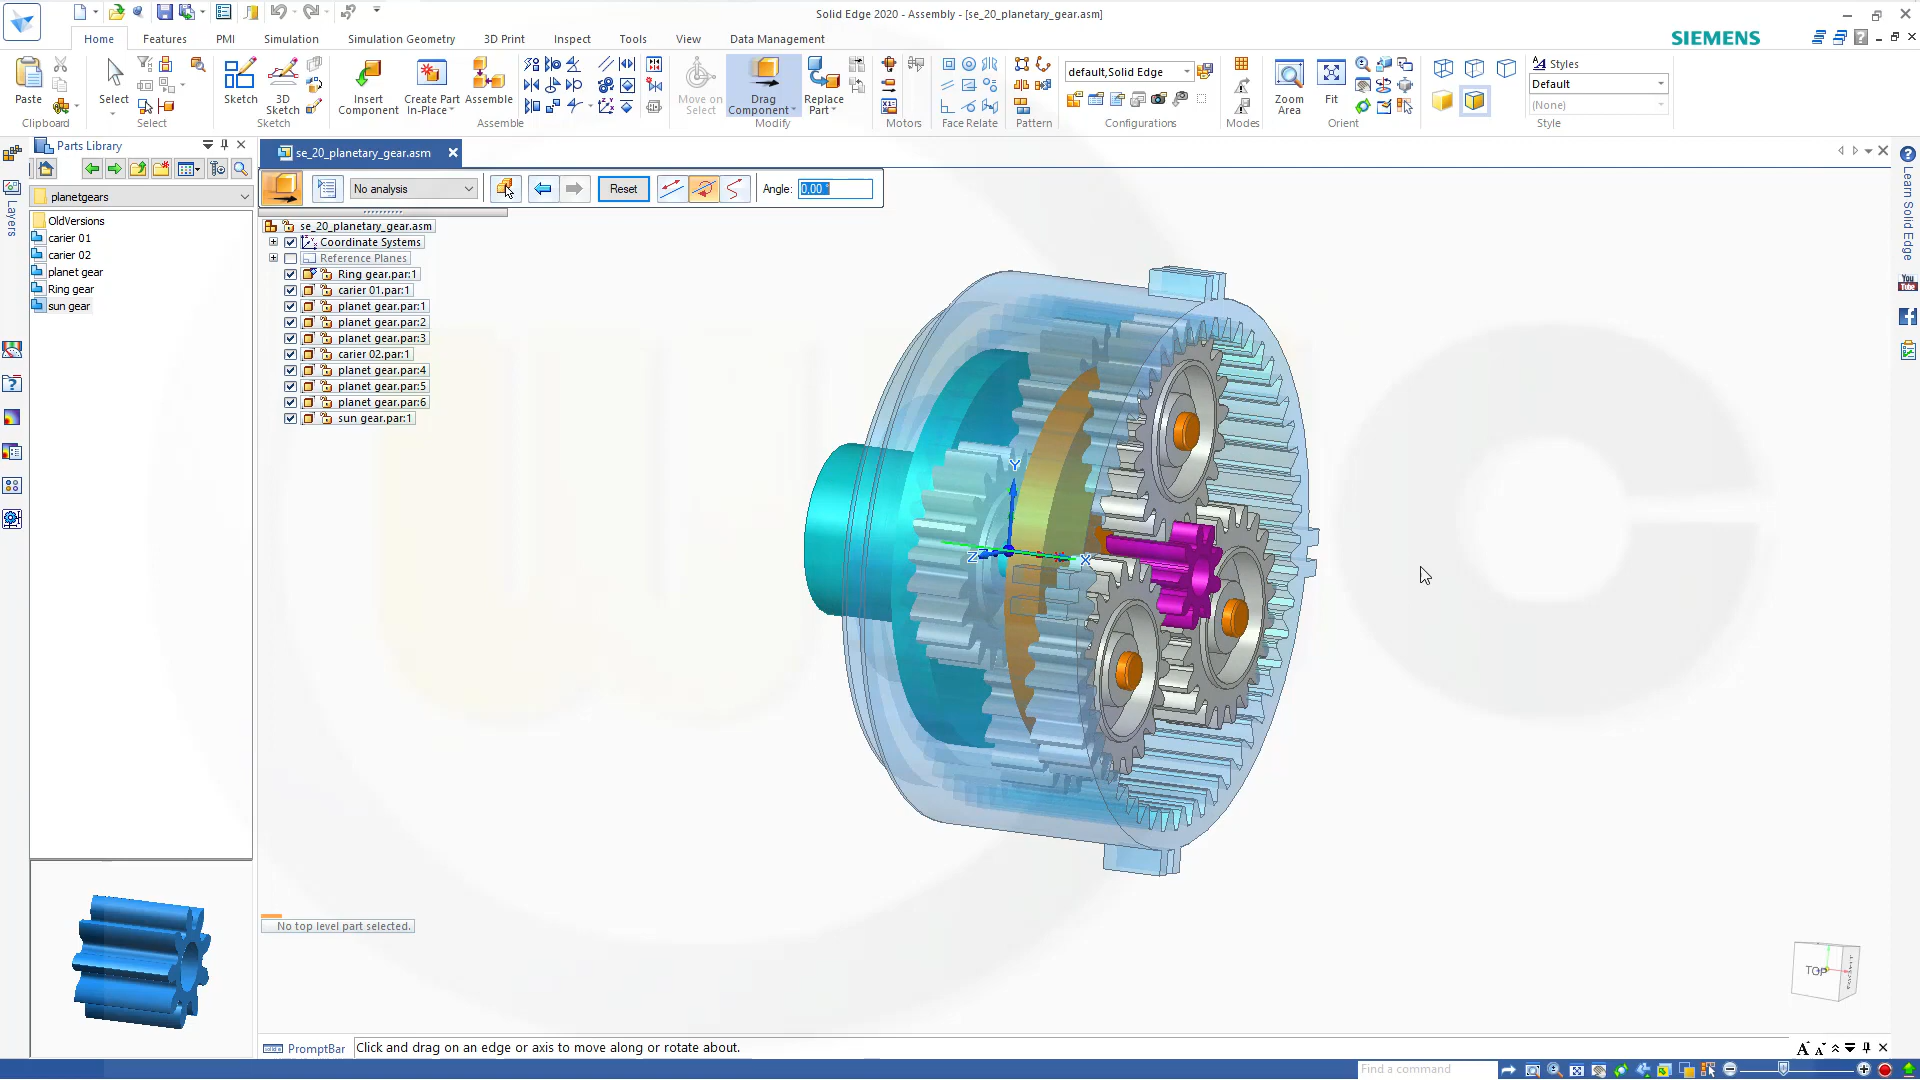 Solid Edge 2020 - Assembly - [se_20_planetary_gear.asm]
Home Features PMI Simulation Simulation Geometry 3D Print Inspect Tools View Data Management
SIEMENS
Paste
Clipboard
Select
Select
Sketch
3D Sketch
Sketch
Insert Component
Create Part In-Place
Assemble
Assemble
Move on Select
Drag Component
Replace Part
Modify
Motors
Face Relate
Pattern
default,Solid Edge
Configurations
Modes
Zoom Area
Fit
Orient
Styles
Default
(None)
Style
Parts Library
planetgears
OldVersions
carier 01
carier 02
planet gear
Ring gear
sun gear
Layers
se_20_planetary_gear.asm
No analysis
Reset
Angle: 0,00 °
se_20_planetary_gear.asm
Coordinate Systems
Reference Planes
Ring gear.par:1
carier 01.par:1
planet gear.par:1
planet gear.par:2
planet gear.par:3
carier 02.par:1
planet gear.par:4
planet gear.par:5
planet gear.par:6
sun gear.par:1
Y
Z
X
Learn Solid Edge
You Tube
No top level part selected.
TOP
PromptBar
Click and drag on an edge or axis to move along or rotate about.
Find a command